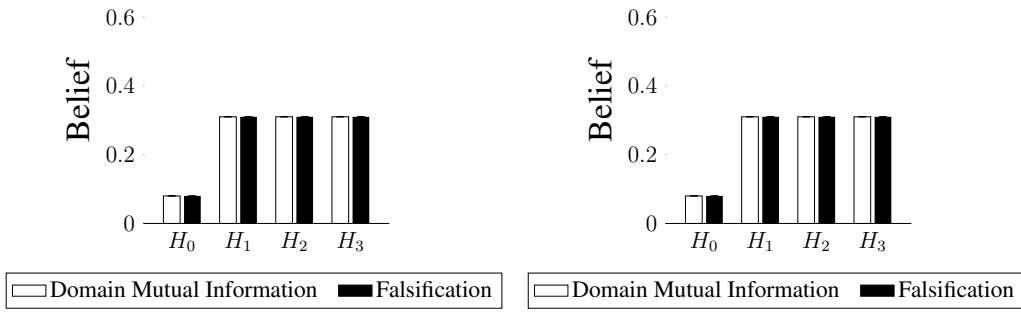 0.6
0.4
0.2
0
Belief
H₀ H₁ H₂ H₃
Domain Mutual Information Falsification
0.6
0.4
0.2
0
Belief
H₀ H₁ H₂ H₃
Domain Mutual Information Falsification